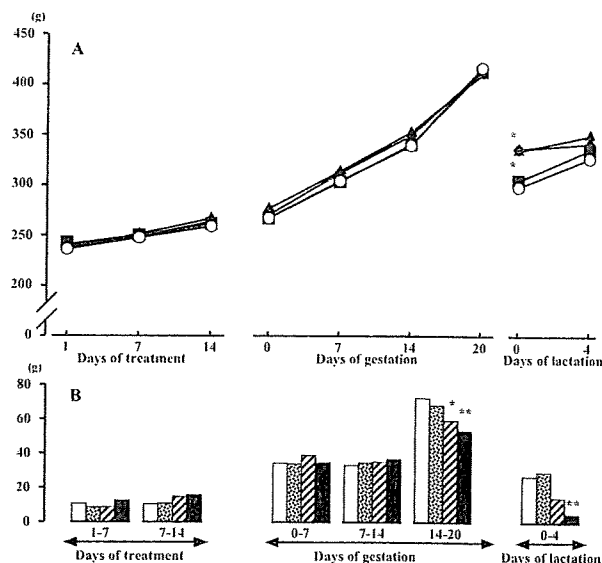 (g)
450
A
400
350
*
*
300
250
200
0
1 7 14 0 7 14 20 0 4
Days of treatment Days of gestation Days of lactation
(g)
80
B
* **
60
40
20
**
0
1-7 7-14 0-7 7-14 14-20 0-4
Days of treatment Days of gestation Days of lactation